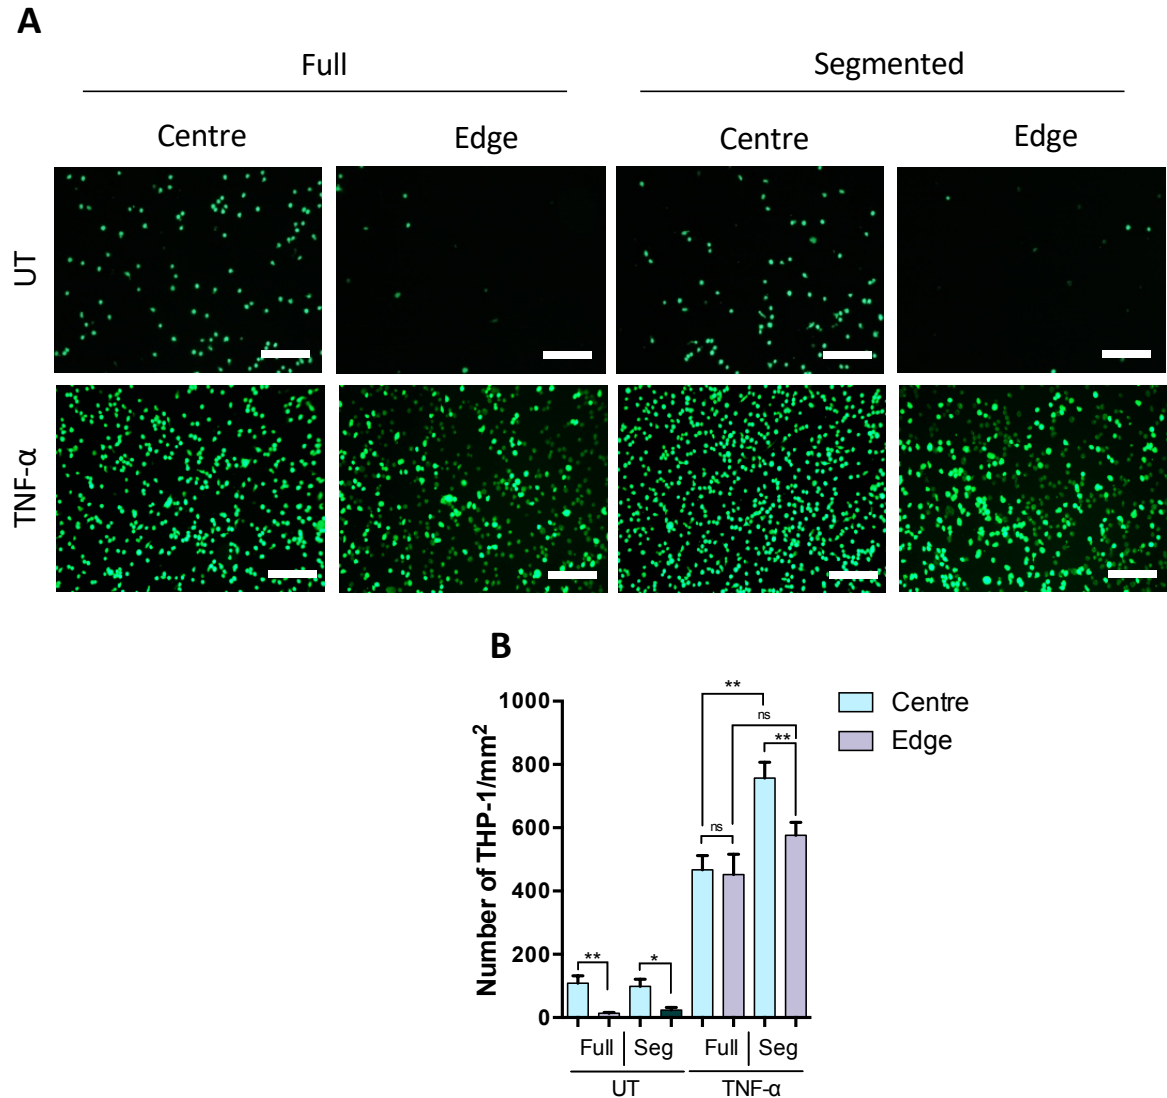 A
Full
Segmented
Centre
Edge
Centre
Edge
UT
TNF-α
B
Number of THP-1/mm²
1000
800
600
400
200
0
**
*
ns
**
ns
**
Centre
Edge
Full
Seg
Full
Seg
UT
TNF-α